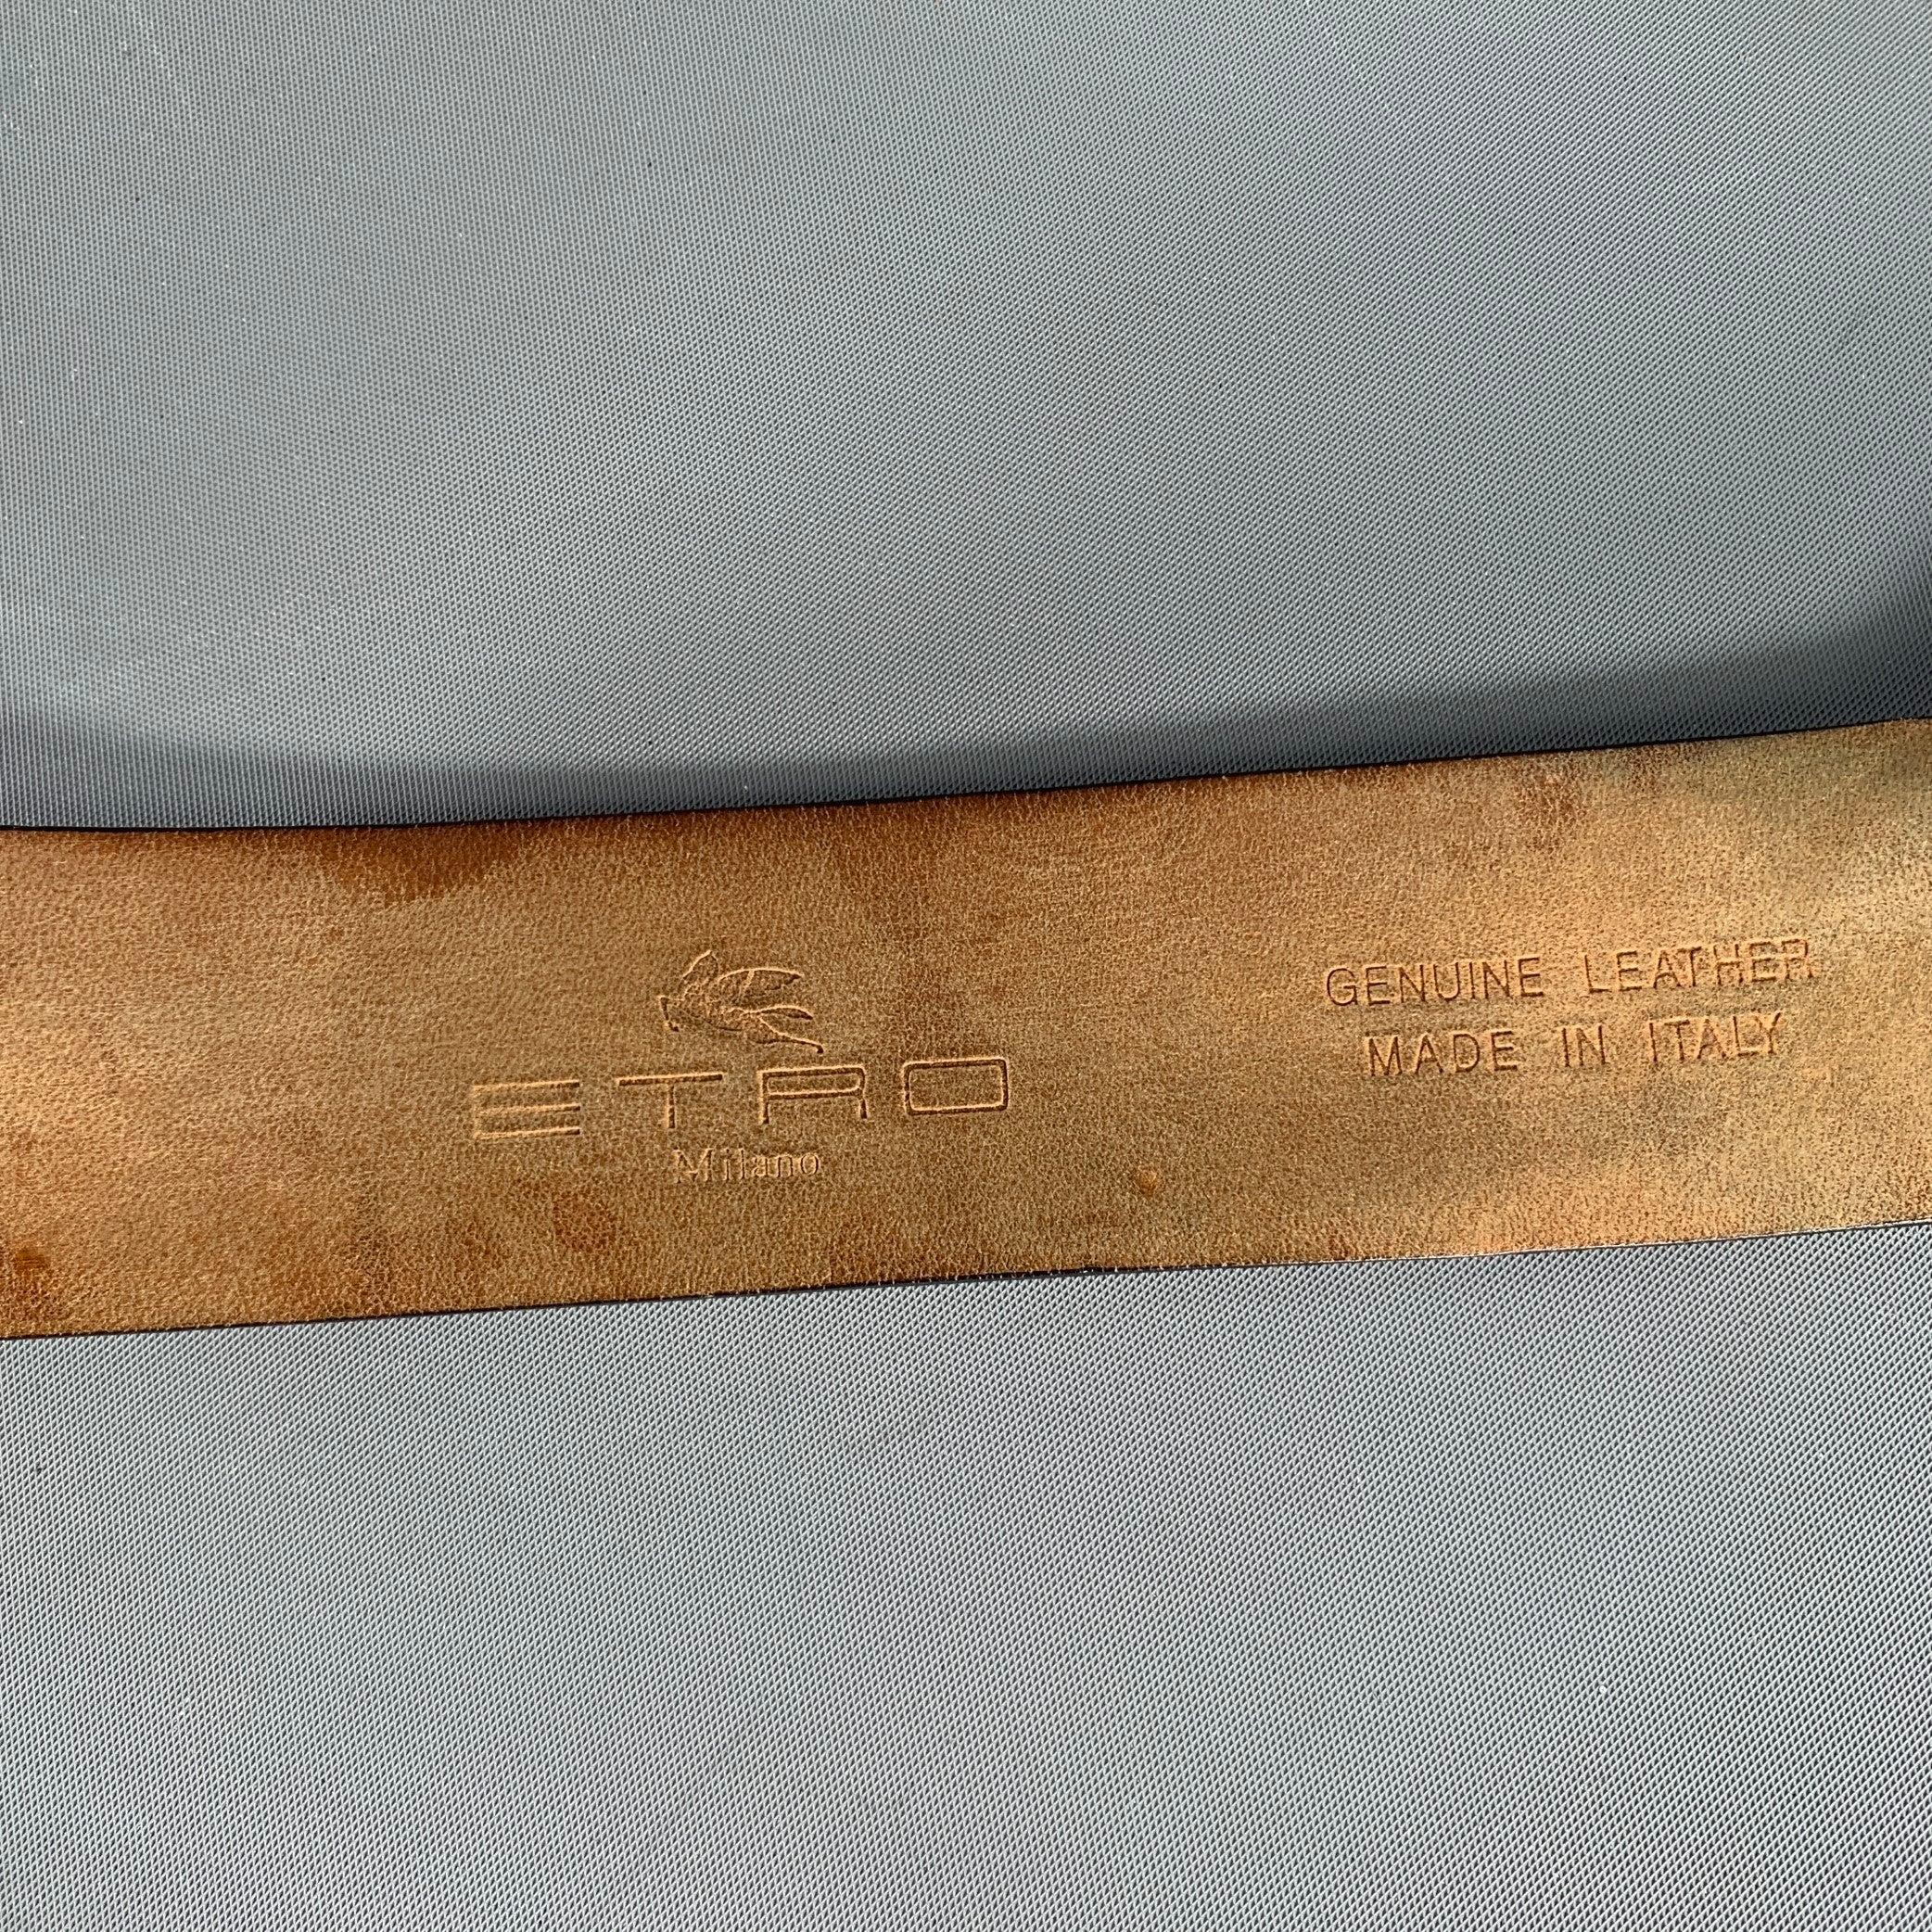 ETRO
Milano
GENUINE LEATHER
MADE IN ITALY